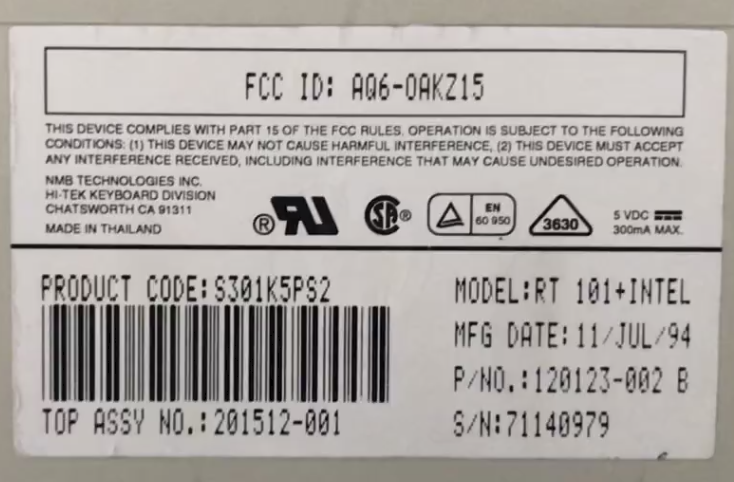 FCC ID: AQ6-0AKZ15
THIS DEVICE COMPLIES WITH PART 15 OF THE FCC RULES. OPERATION IS SUBJECT TO THE FOLLOWING
CONDITIONS: (1) THIS DEVICE MAY NOT CAUSE HARMFUL INTERFERENCE, (2) THIS DEVICE MUST ACCEPT
ANY INTERFERENCE RECEIVED, INCLUDING INTERFERENCE THAT MAY CAUSE UNDESIRED OPERATION.
NMB TECHNOLOGIES INC.
HI-TEK KEYBOARD DIVISION
CHATSWORTH CA 91311
MADE IN THAILAND
® RU
SA ®
EN
60 950
3630
5 VDC
300mA MAX.
PRODUCT CODE:S301K5PS2
TOP ASSY NO.:201512-001
MODEL:RT 101+INTEL
MFG DATE:11/JUL/94
P/NO.:120123-002 B
S/N:71140979